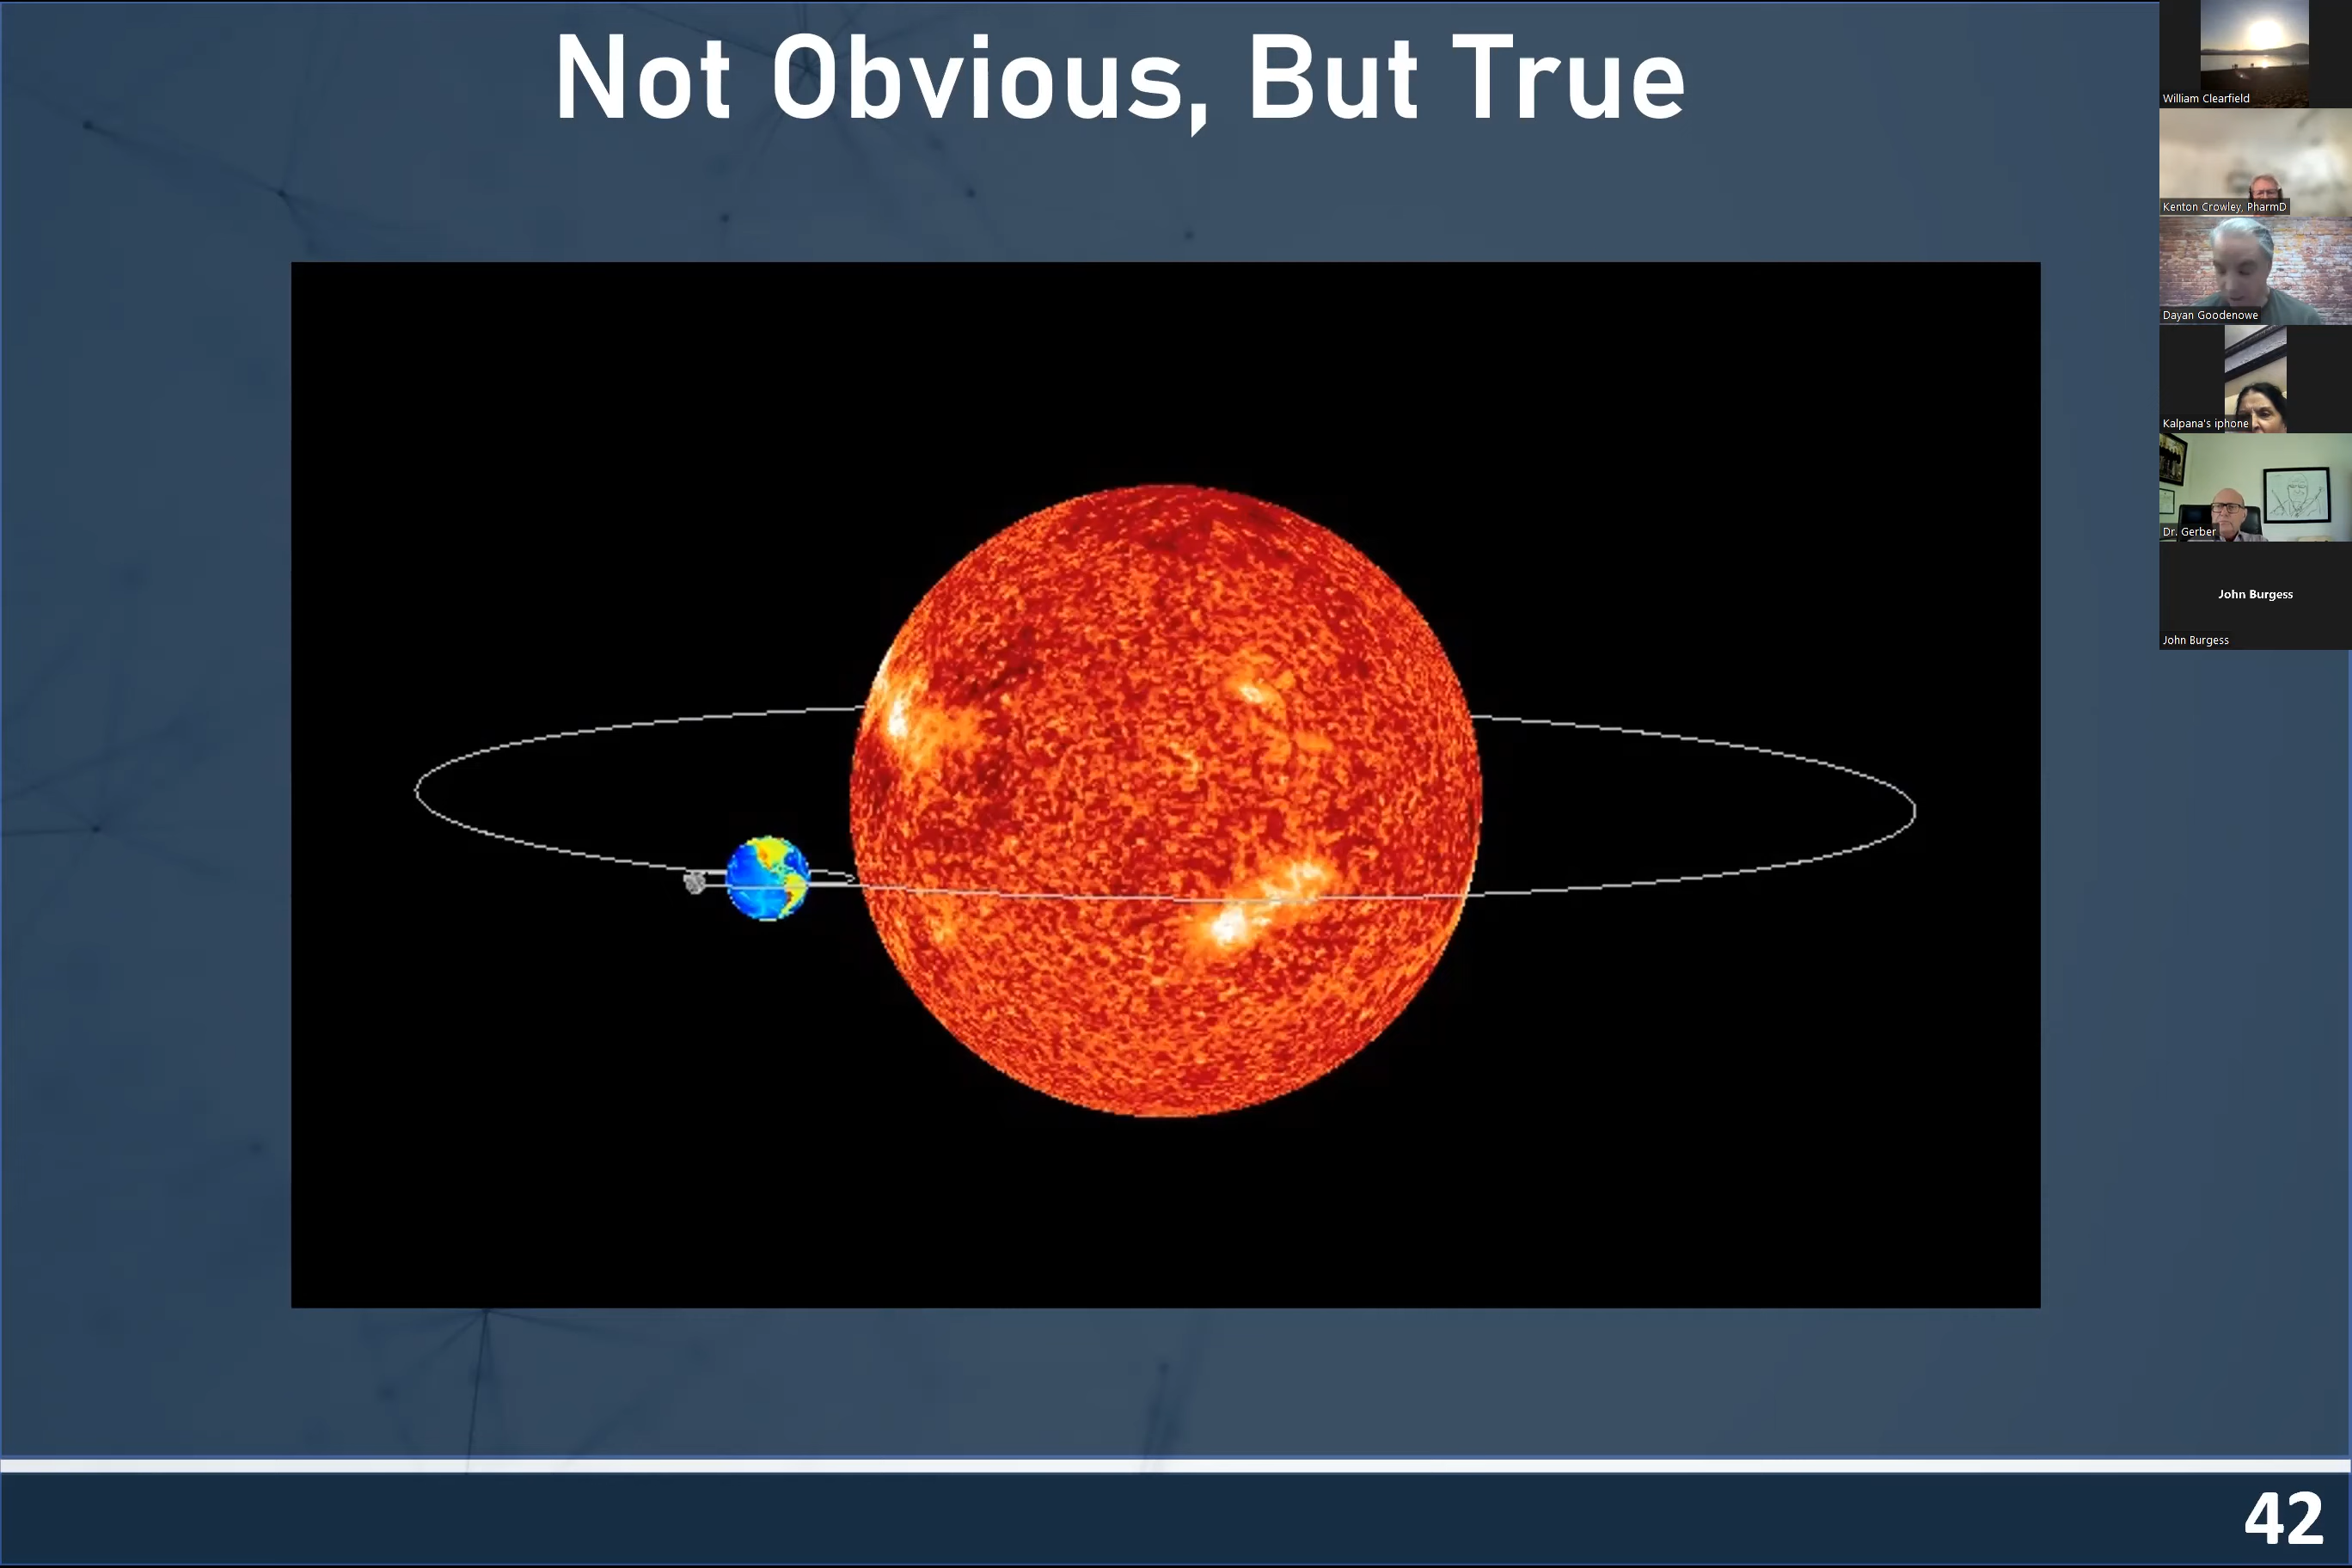 Not Obvious, But True
William Clearfield
Kenton Crowley, PharmD
Dayan Goodenowe
Kalpana's iphone
Dr. Gerber
John Burgess
John Burgess
42